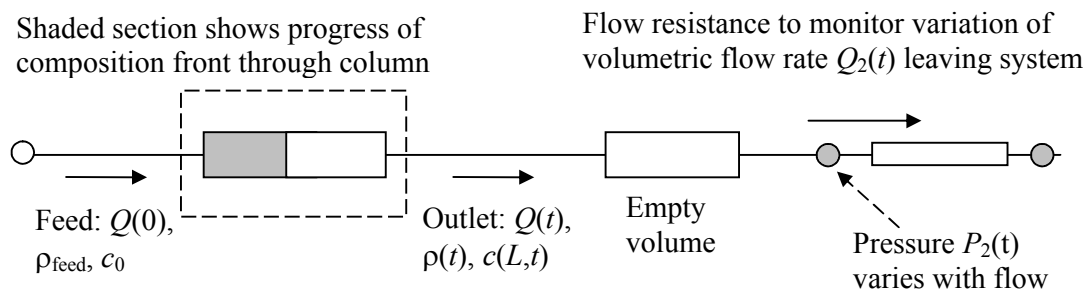 Shaded section shows progress of
composition front through column
Flow resistance to monitor variation of
volumetric flow rate Q₂(t) leaving system
Feed: Q(0),
ρfeed, c₀
Outlet: Q(t),
ρ(t), c(L,t)
Empty
volume
Pressure P₂(t)
varies with flow